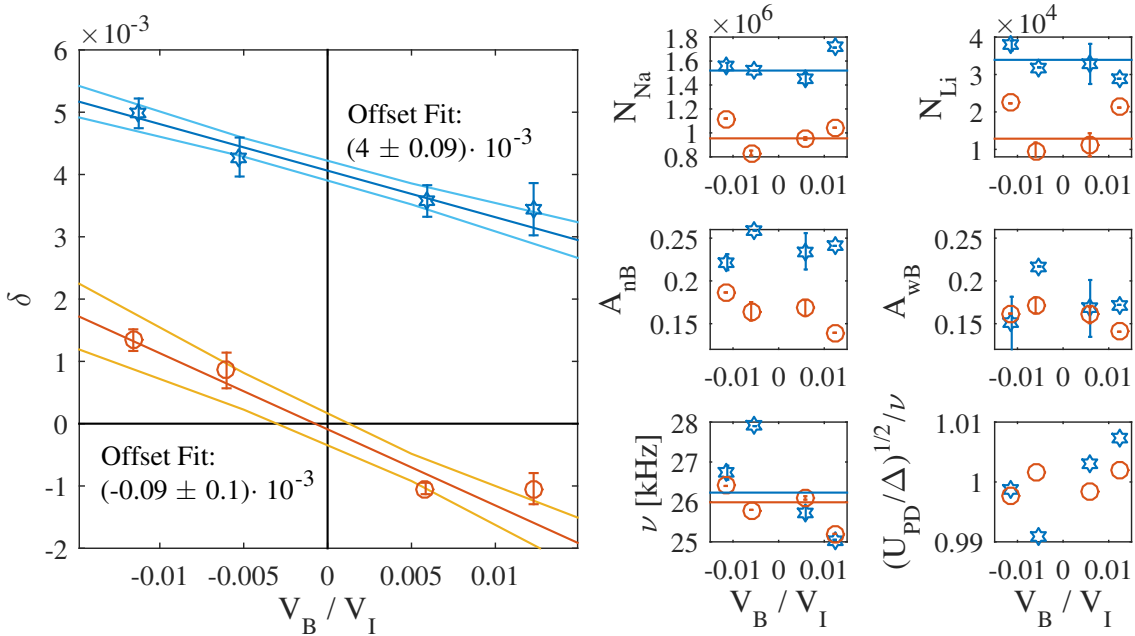 ×10⁻³
6
5
4
3
2
1
0
-1
-2
δ
-0.01 -0.005 0 0.005 0.01
V_B / V_I
Offset Fit:
(4 ± 0.09)· 10⁻³
Offset Fit:
(-0.09 ± 0.1)· 10⁻³
×10⁶
1.8
1.6
1.4
1.2
1
0.8
N_Na
-0.01 0 0.01
×10⁴
4
3
2
1
N_Li
-0.01 0 0.01
0.25
0.2
0.15
A_nB
-0.01 0 0.01
0.25
0.2
0.15
A_wB
-0.01 0 0.01
28
27
26
25
ν [kHz]
-0.01 0 0.01
V_B / V_I
1.01
1
0.99
(U_PD/Δ)^1/2/ν
-0.01 0 0.01
V_B / V_I